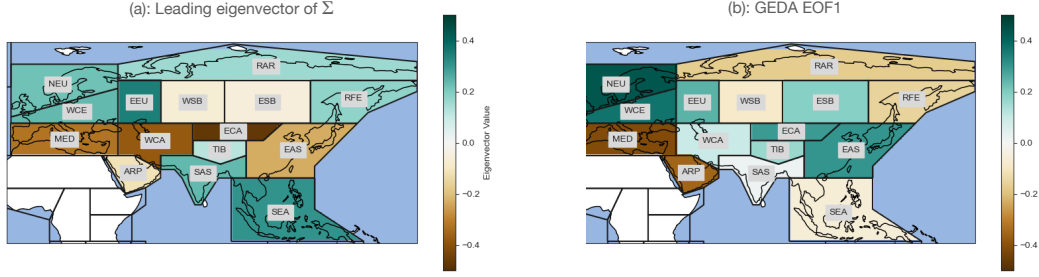 (a): Leading eigenvector of Σ
NEU
RAR
WCE
EEU
WSB
ESB
RFE
MED
WCA
ECA
TIB
EAS
ARP
SAS
SEA
0.4
0.2
0.0
−0.2
−0.4
Eigenvector Value
(b): GEDA EOF1
NEU
RAR
WCE
EEU
WSB
ESB
RFE
MED
WCA
ECA
TIB
EAS
ARP
SAS
SEA
0.4
0.2
0.0
−0.2
−0.4